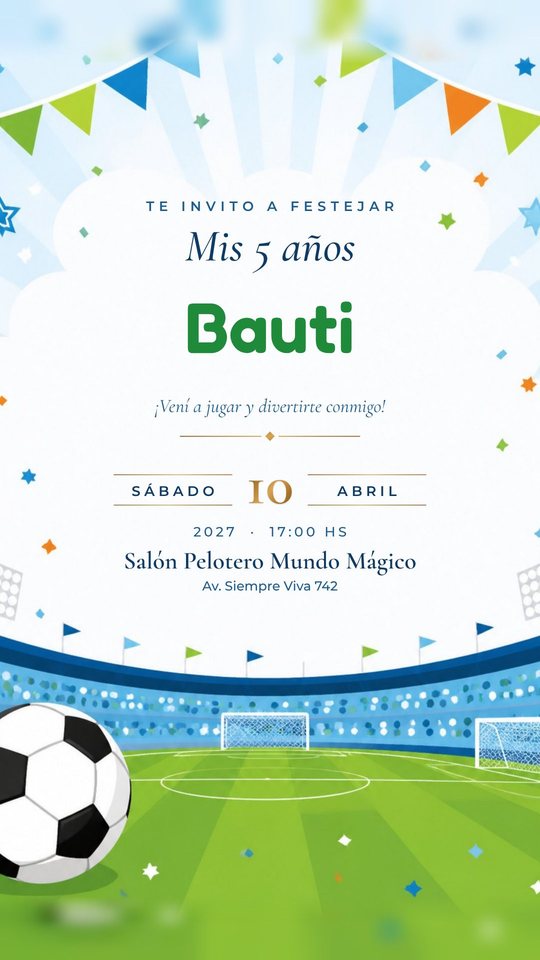 TE INVITO A FESTEJAR
Mis 5 años
Bauti
¡Vení a jugar y divertirte conmigo!
SÁBADO 10 ABRIL
2027 · 17:00 HS
Salón Pelotero Mundo Mágico
Av. Siempre Viva 742